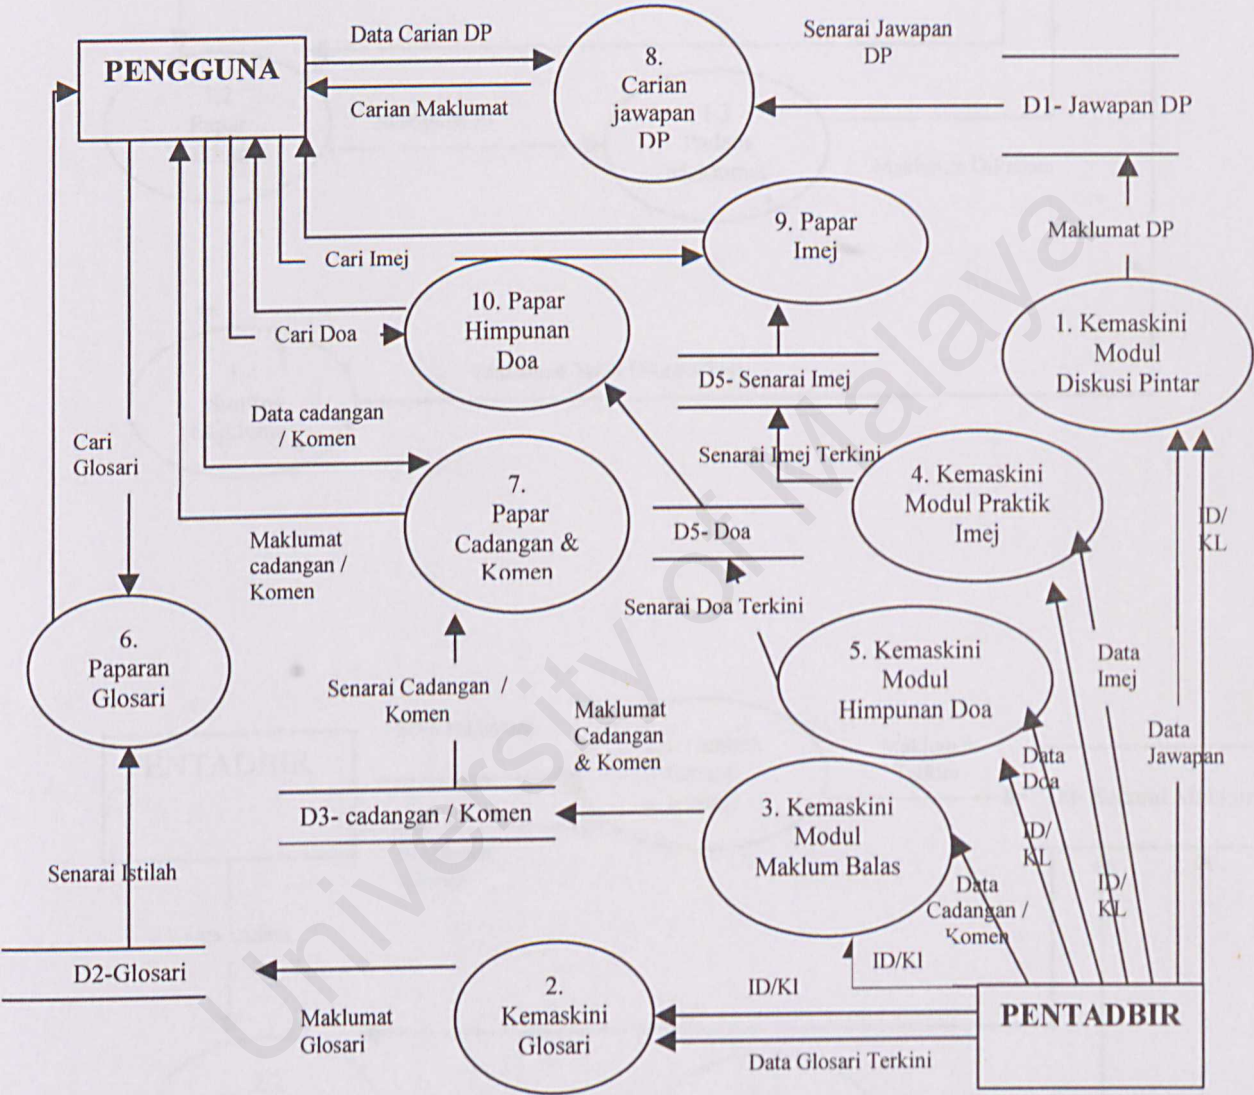 Data Carian DP
Senarai Jawapan
DP
PENGGUNA
8.
Carian
jawapan
DP
Carian Maklumat
D1- Jawapan DP
9. Papar
Imej
Maklumat DP
Cari Imej
10. Papar
Himpunan
Doa
Cari Doa
1. Kemaskini
Modul
Diskusi Pintar
D5- Senarai Imej
Data cadangan
/ Komen
Cari
Glosari
Senarai Imej Terkini
4. Kemaskini
Modul Praktik
Imej
7.
Papar
Cadangan &
Komen
D5- Doa
ID/
KL
Maklumat
cadangan /
Komen
Senarai Doa Terkini
6.
Paparan
Glosari
5. Kemaskini
Modul
Himpunan Doa
Data
Imej
Senarai Cadangan /
Komen
Maklumat
Cadangan
& Komen
Data
Jawapan
Data
Doa
D3- cadangan / Komen
3. Kemaskini
Modul
Maklum Balas
ID/
KL
Senarai Istilah
Data
Cadangan /
Komen
ID/
KL
D2-Glosari
ID/Kl
ID/Kl
2.
Kemaskini
Glosari
Maklumat
Glosari
PENTADBIR
Data Glosari Terkini
University of Malaya